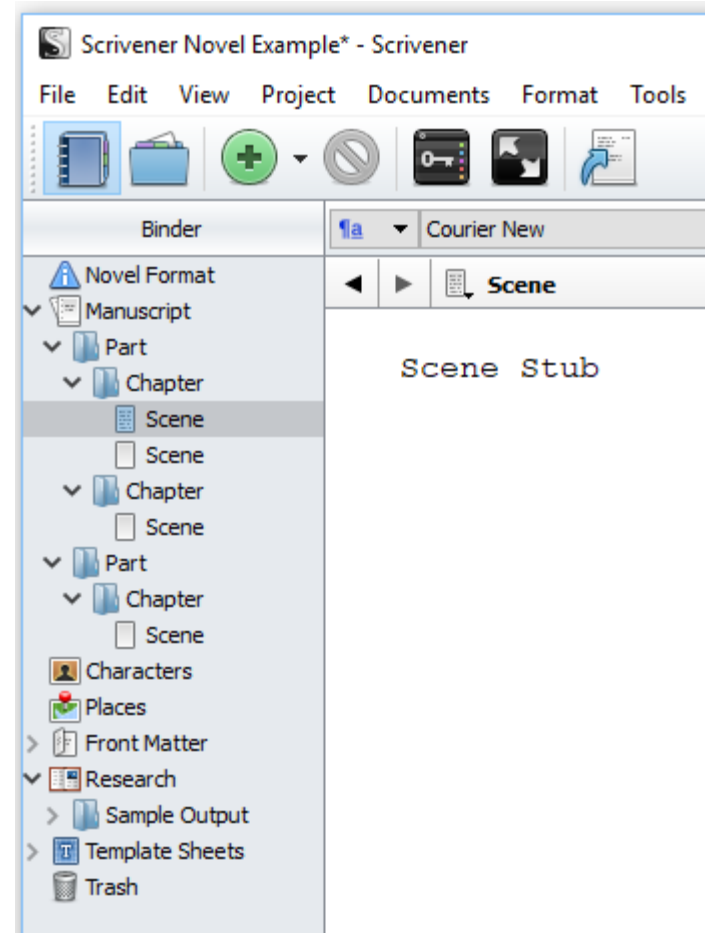 Scrivener Novel Example* - Scrivener
File Edit View Project Documents Format Tools
Binder
a Courier New
Novel Format
Scene
Manuscript
Part
Scene Stub
Chapter
Scene
Scene
Chapter
Scene
Part
Chapter
Scene
Characters
Places
Front Matter
Research
Sample Output
T Template Sheets
Trash